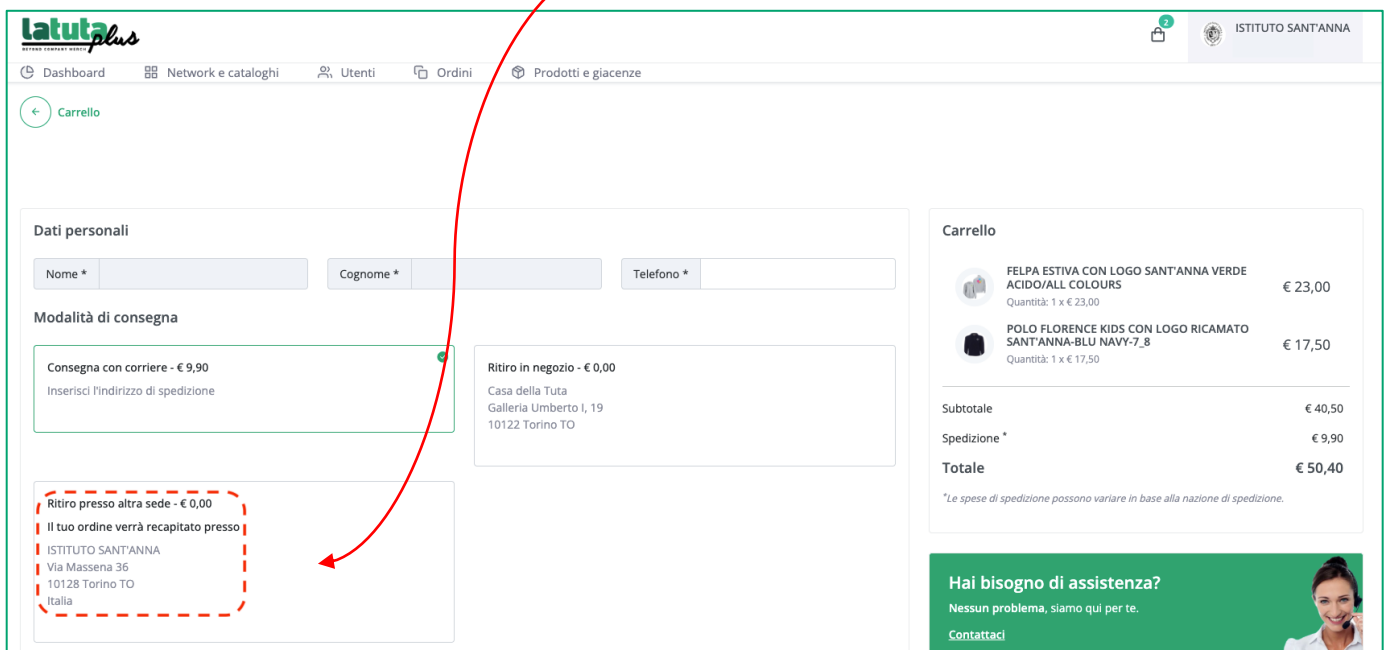 Latuta plus
BEYOND COMPANY MERCH
2
ISTITUTO SANT'ANNA
Dashboard
Network e cataloghi
Utenti
Ordini
Prodotti e giacenze
Carrello
Dati personali
Nome *
Cognome *
Telefono *
Modalità di consegna
Consegna con corriere - € 9,90
Inserisci l'indirizzo di spedizione
Ritiro in negozio - € 0,00
Casa della Tuta
Galleria Umberto I, 19
10122 Torino TO
Ritiro presso altra sede - € 0,00
Il tuo ordine verrà recapitato presso
ISTITUTO SANT'ANNA
Via Massena 36
10128 Torino TO
Italia
Carrello
FELPA ESTIVA CON LOGO SANT'ANNA VERDE
ACIDO/ALL COLOURS
€ 23,00
Quantità: 1 x € 23,00
POLO FLORENCE KIDS CON LOGO RICAMATO
SANT'ANNA-BLU NAVY-7_8
€ 17,50
Quantità: 1 x € 17,50
Subtotale € 40,50
Spedizione * € 9,90
Totale € 50,40
*Le spese di spedizione possono variare in base alla nazione di spedizione.
Hai bisogno di assistenza?
Nessun problema, siamo qui per te.
Contattaci